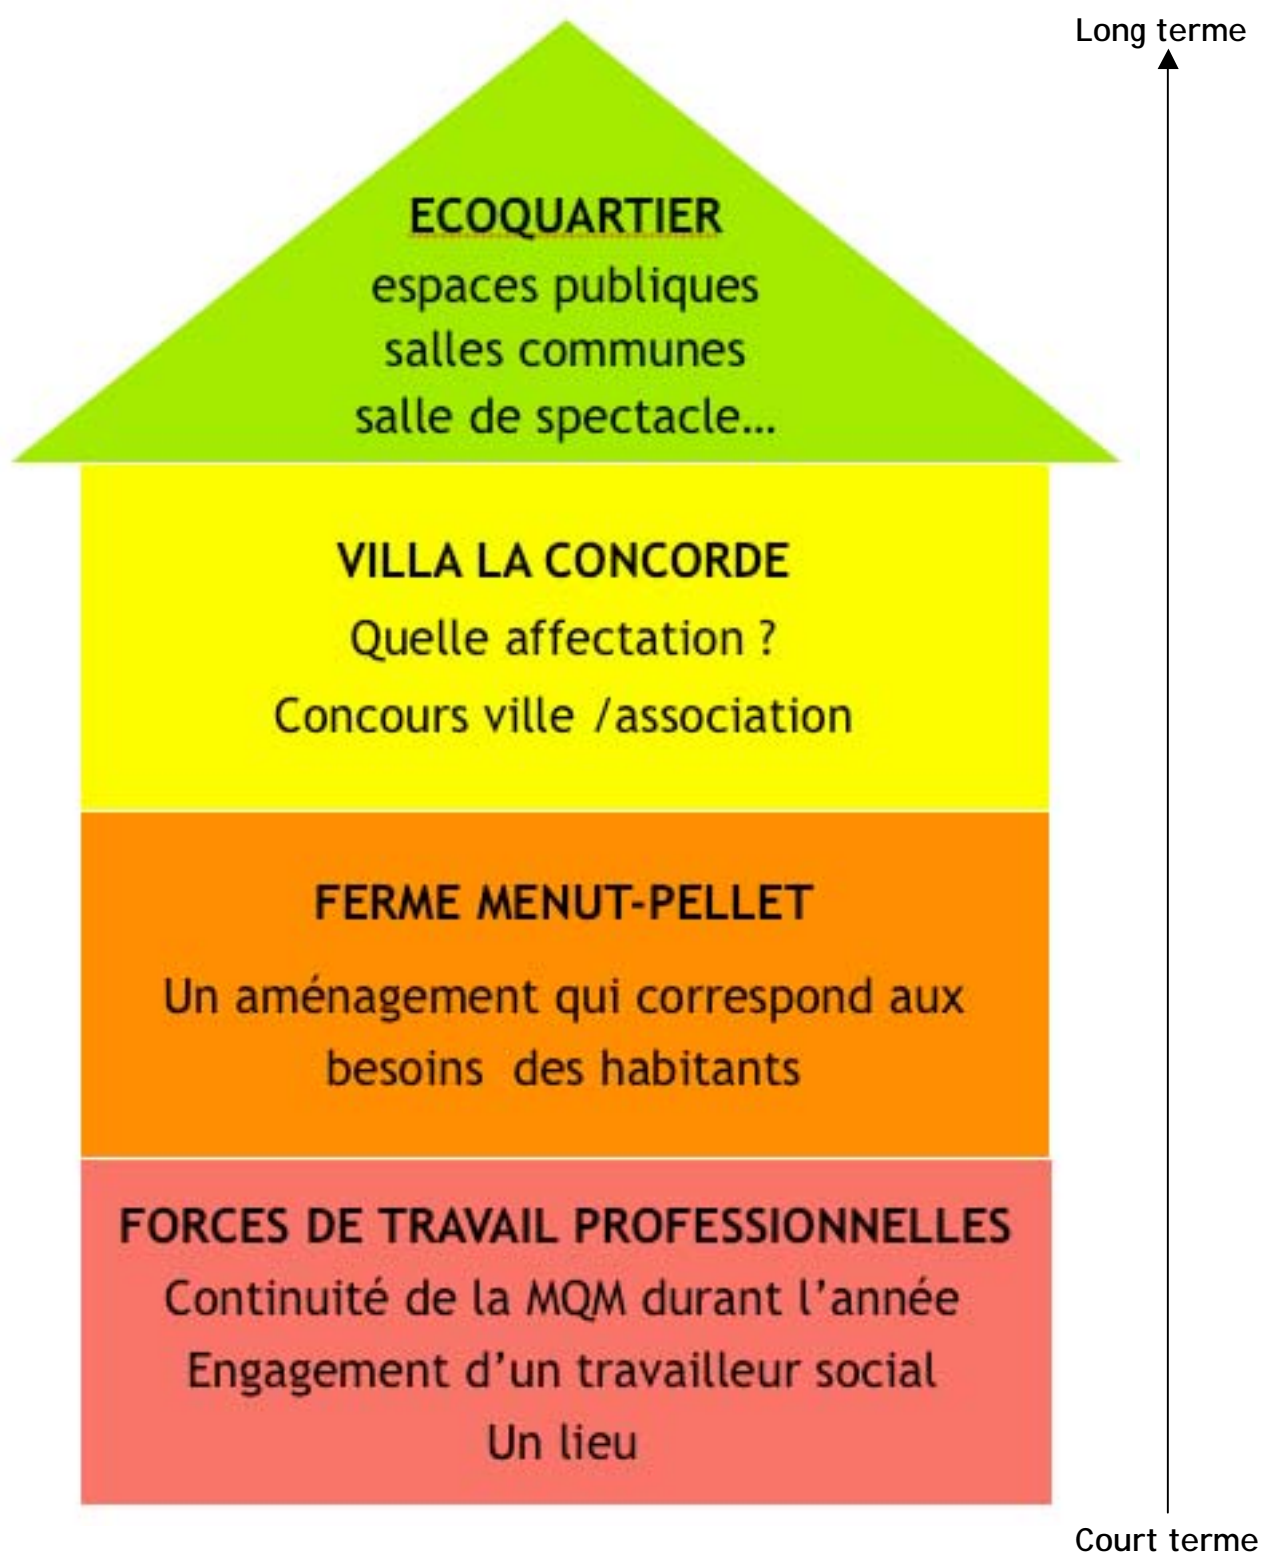 Long terme
ECOQUARTIER
espaces publiques
salles communes
salle de spectacle...
VILLA LA CONCORDE
Quelle affectation ?
Concours ville /association
FERME MENUT-PELLET
Un aménagement qui correspond aux
besoins  des habitants
FORCES DE TRAVAIL PROFESSIONNELLES
Continuité de la MQM durant l'année
Engagement d'un travailleur social
Un lieu
Court terme